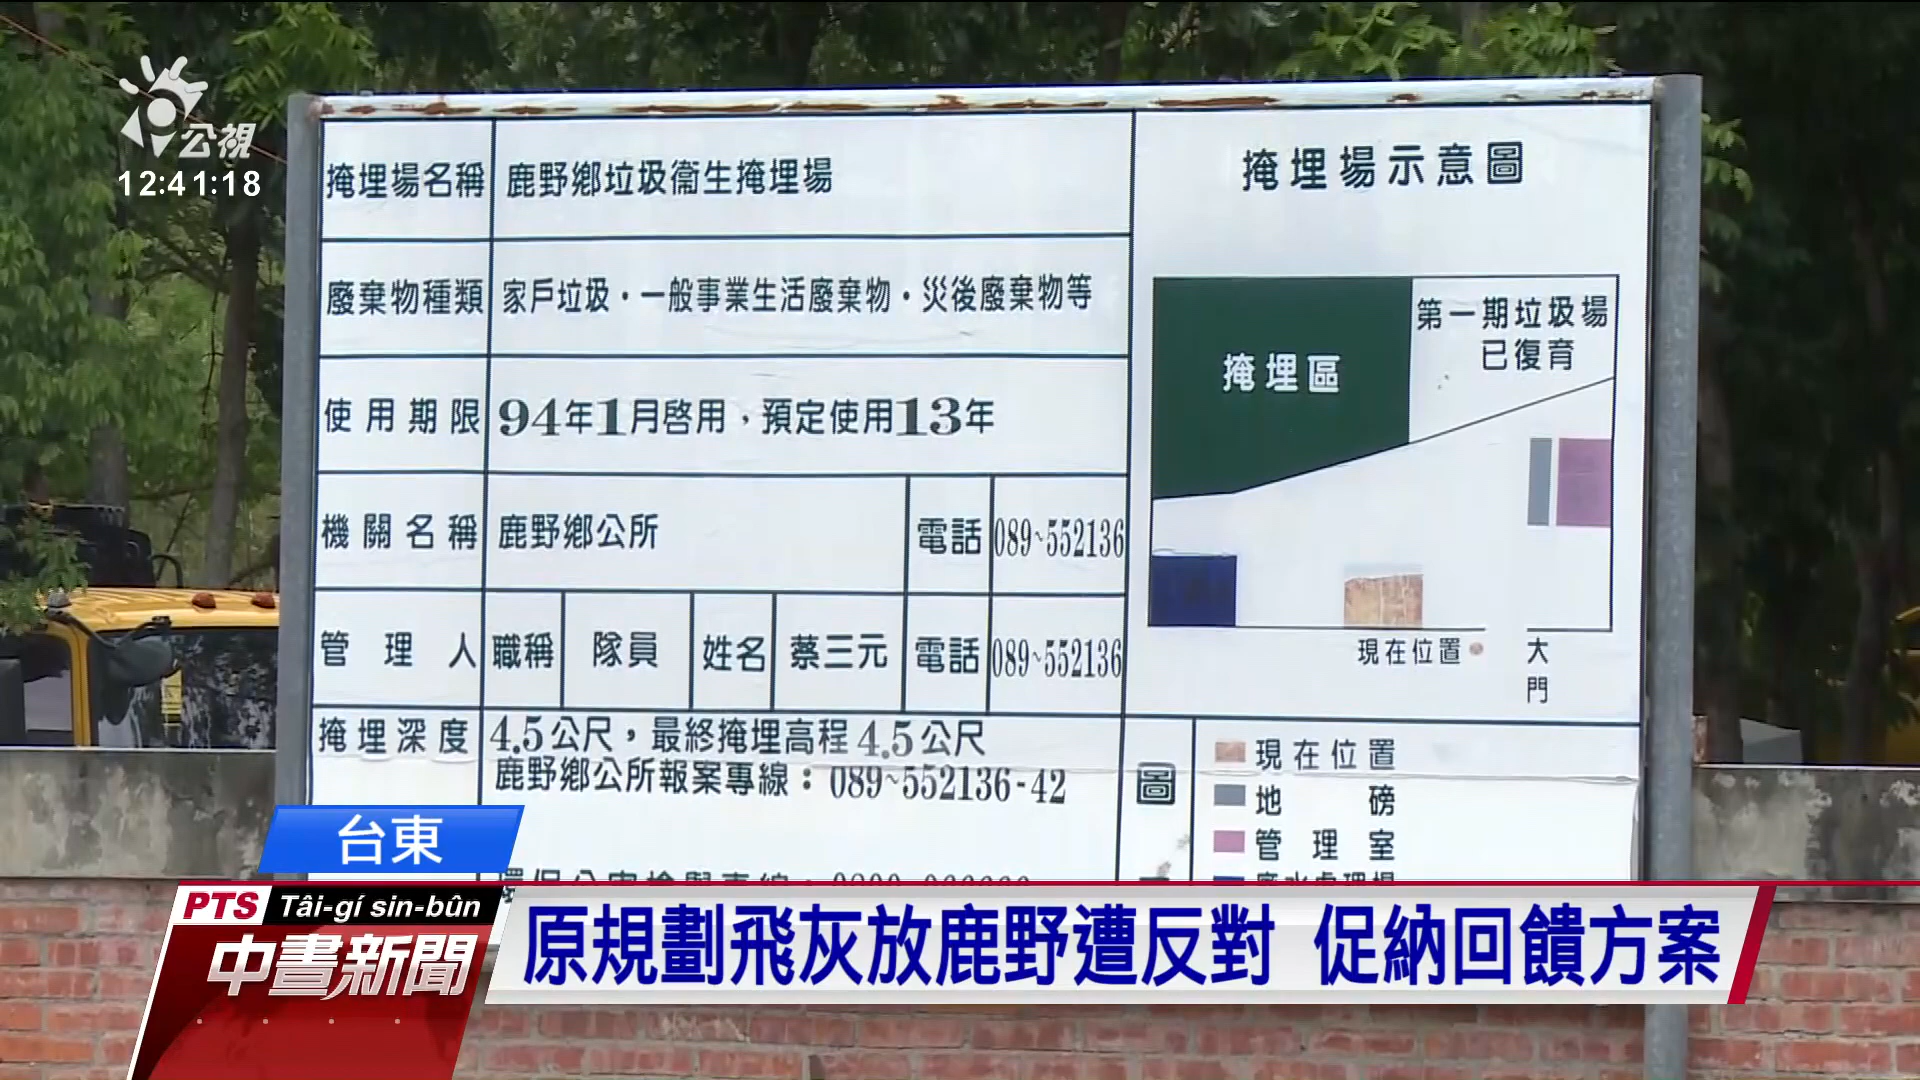 公視
12:41:18
掩埋場名稱 鹿野鄉垃圾衞生掩埋場
廢棄物種類 家戶垃圾・一般事業生活廢棄物・災後廢棄物等
使用期限 94年1月啓用，預定使用13年
機關名稱 鹿野鄉公所 電話 089~552136
管理人 職稱 隊員 姓名 蔡三元 電話 089~552136
掩埋深度 4.5公尺，最終掩埋高程4.5公尺
鹿野鄉公所報案專線：089~552136-42
掩埋場示意圖
第一期垃圾場
已復育
掩埋區
現在位置
大門
圖
現在位置
地磅
管理室
台東
PTS Tâi-gí sin-bûn
中晝新聞
原規劃飛灰放鹿野遭反對 促納回饋方案